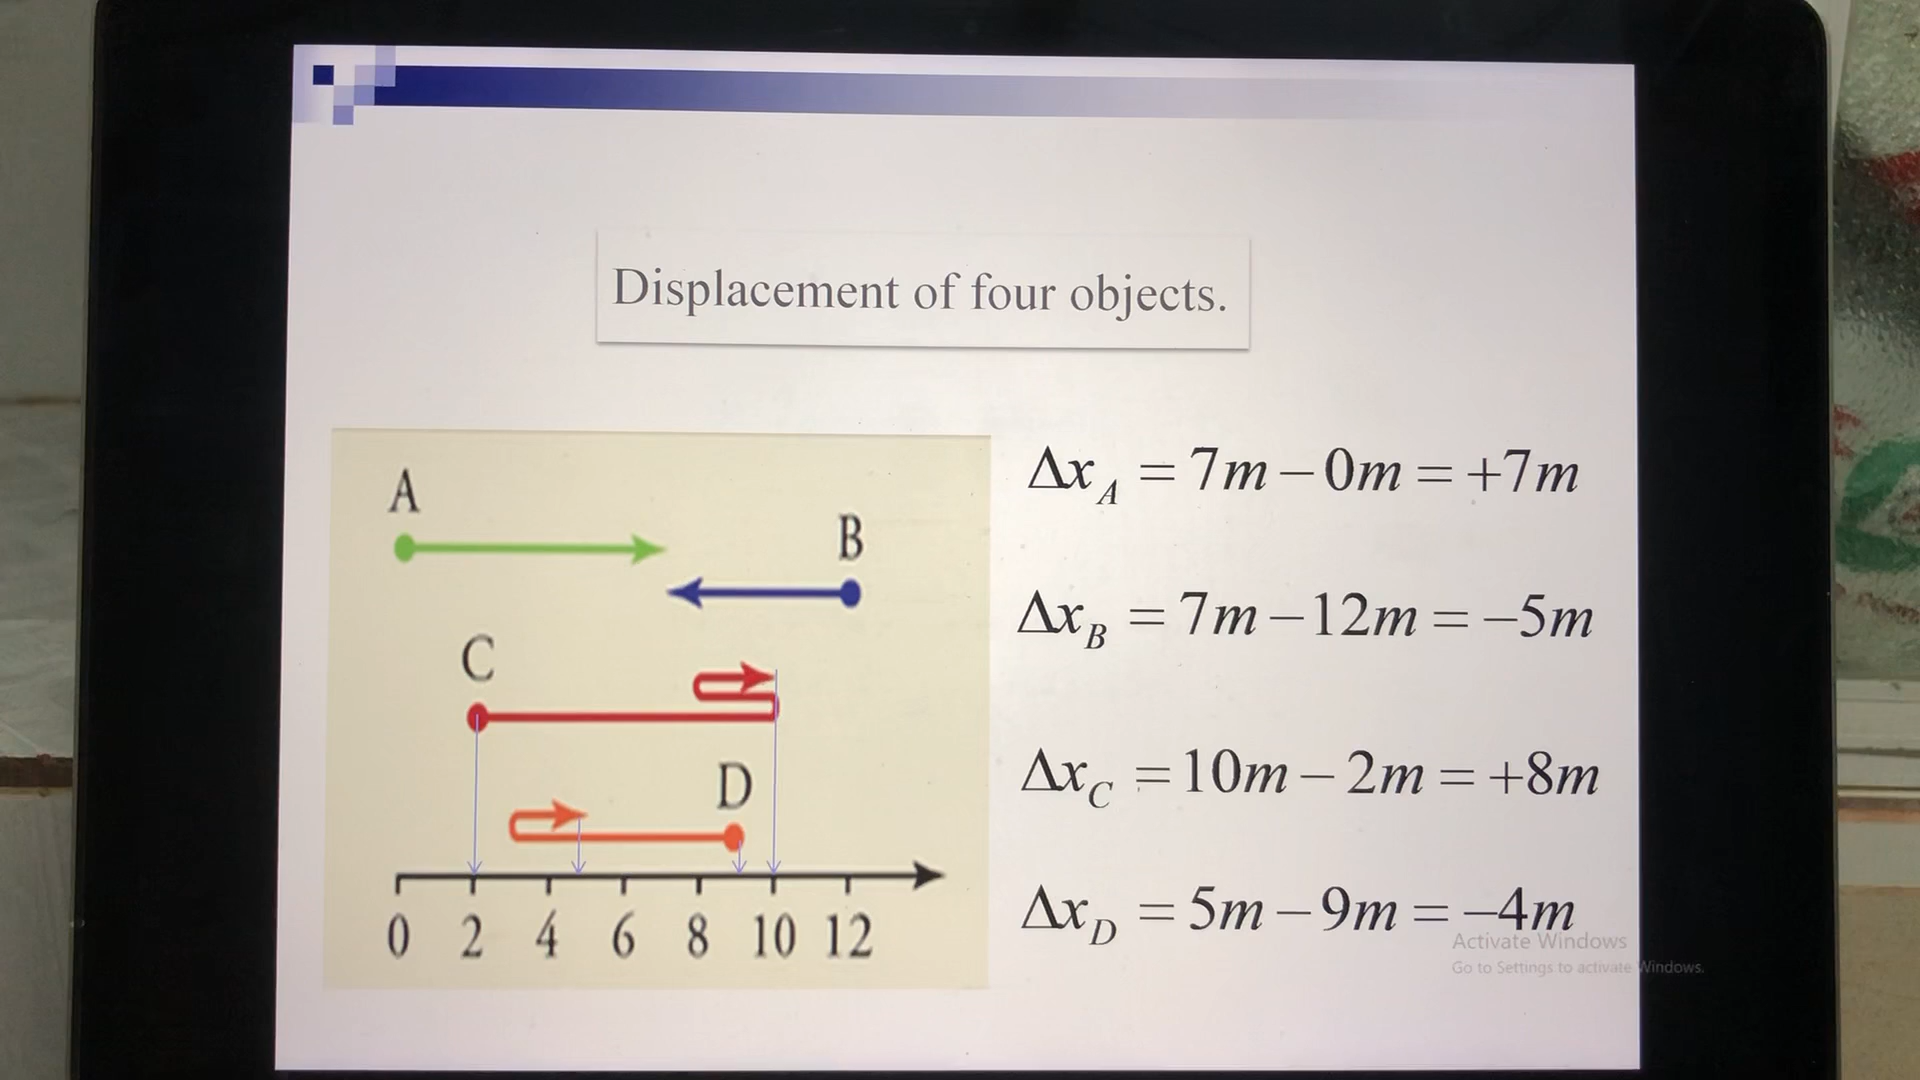 Displacement of four objects.
A
B
C
D
0 2 4 6 8 10 12
Δx_A = 7m − 0m = +7m
Δx_B = 7m − 12m = −5m
Δx_C = 10m − 2m = +8m
Δx_D = 5m − 9m = −4m
Activate Windows
Go to Settings to activate Windows.